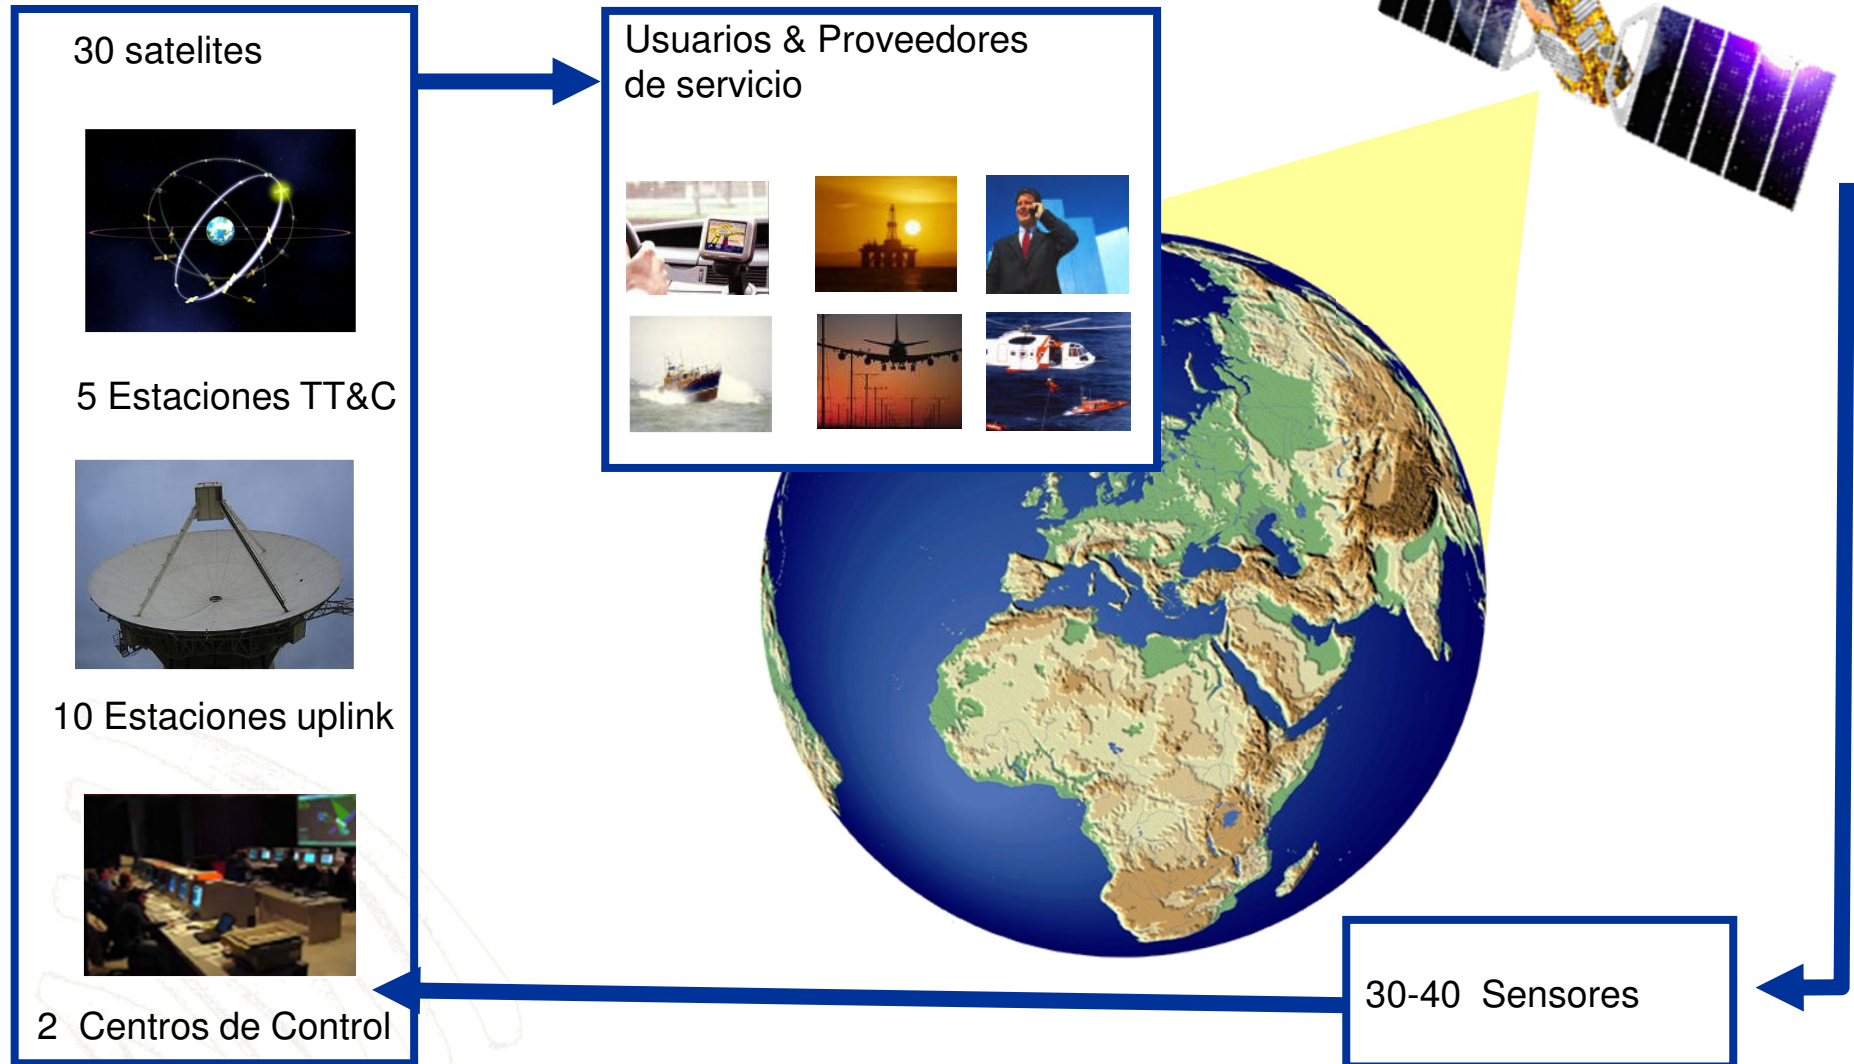 30 satelites
5 Estaciones TT&C
10 Estaciones uplink
2 Centros de Control
Usuarios & Proveedores
de servicio
30-40 Sensores